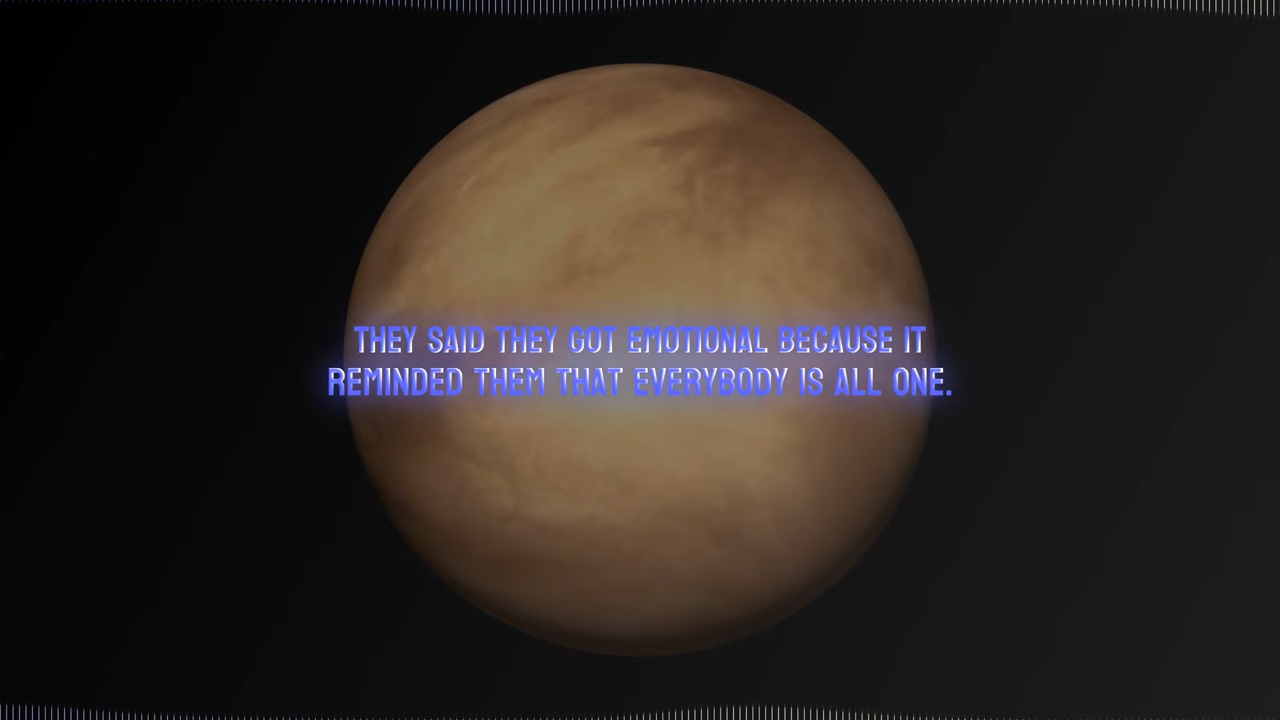 THEY SAID THEY GOT EMOTIONAL BECAUSE IT
REMINDED THEM THAT EVERYBODY IS ALL ONE.